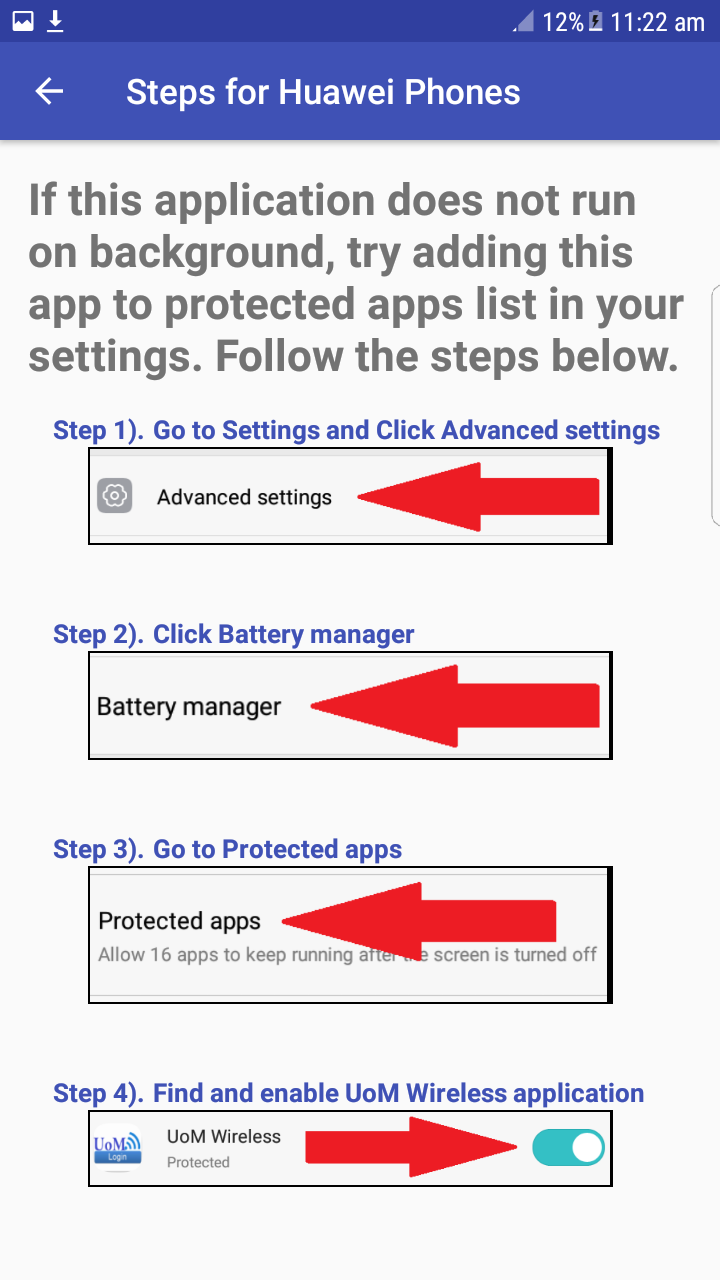 12% 11:22 am
Steps for Huawei Phones
If this application does not run
on background, try adding this
app to protected apps list in your
settings. Follow the steps below.
Step 1). Go to Settings and Click Advanced settings
Advanced settings
Step 2). Click Battery manager
Battery manager
Step 3). Go to Protected apps
Protected apps
Allow 16 apps to keep running after the screen is turned off
Step 4). Find and enable UoM Wireless application
UoM
Login
UoM Wireless
Protected